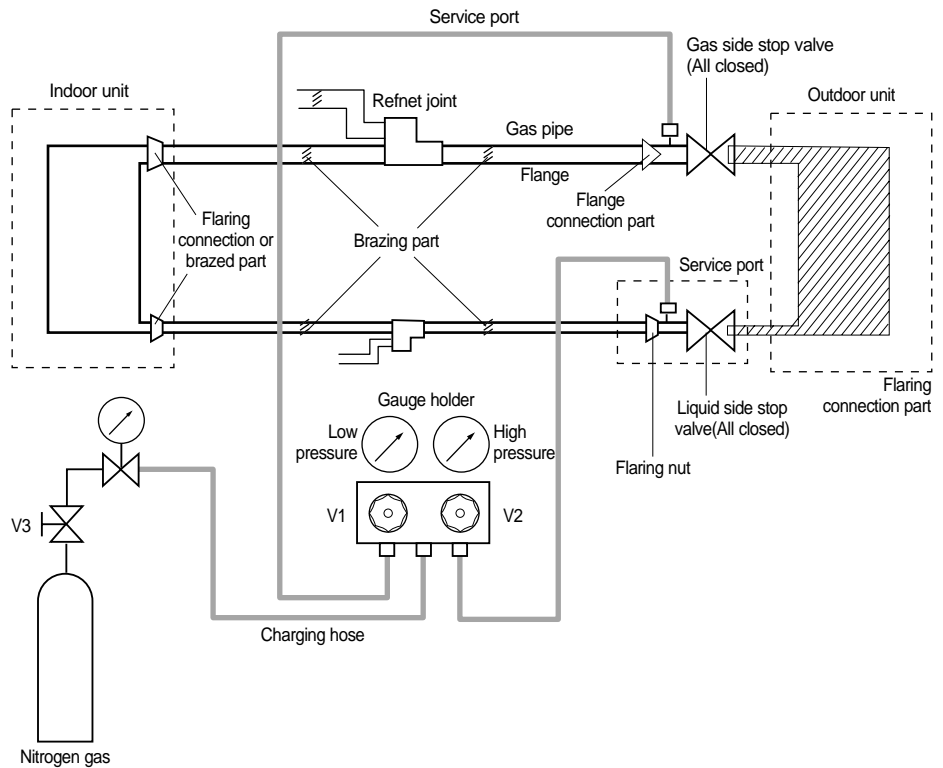 Service port
Gas side stop valve
(All closed)
Indoor unit
Outdoor unit
Refnet joint
Gas pipe
Flange
Flange
connection part
Flaring
connection or
brazed part
Brazing part
Service port
Gauge holder
Liquid side stop
valve(All closed)
Flaring
connection part
Low
pressure
High
pressure
Flaring nut
V1
V2
V3
Charging hose
Nitrogen gas